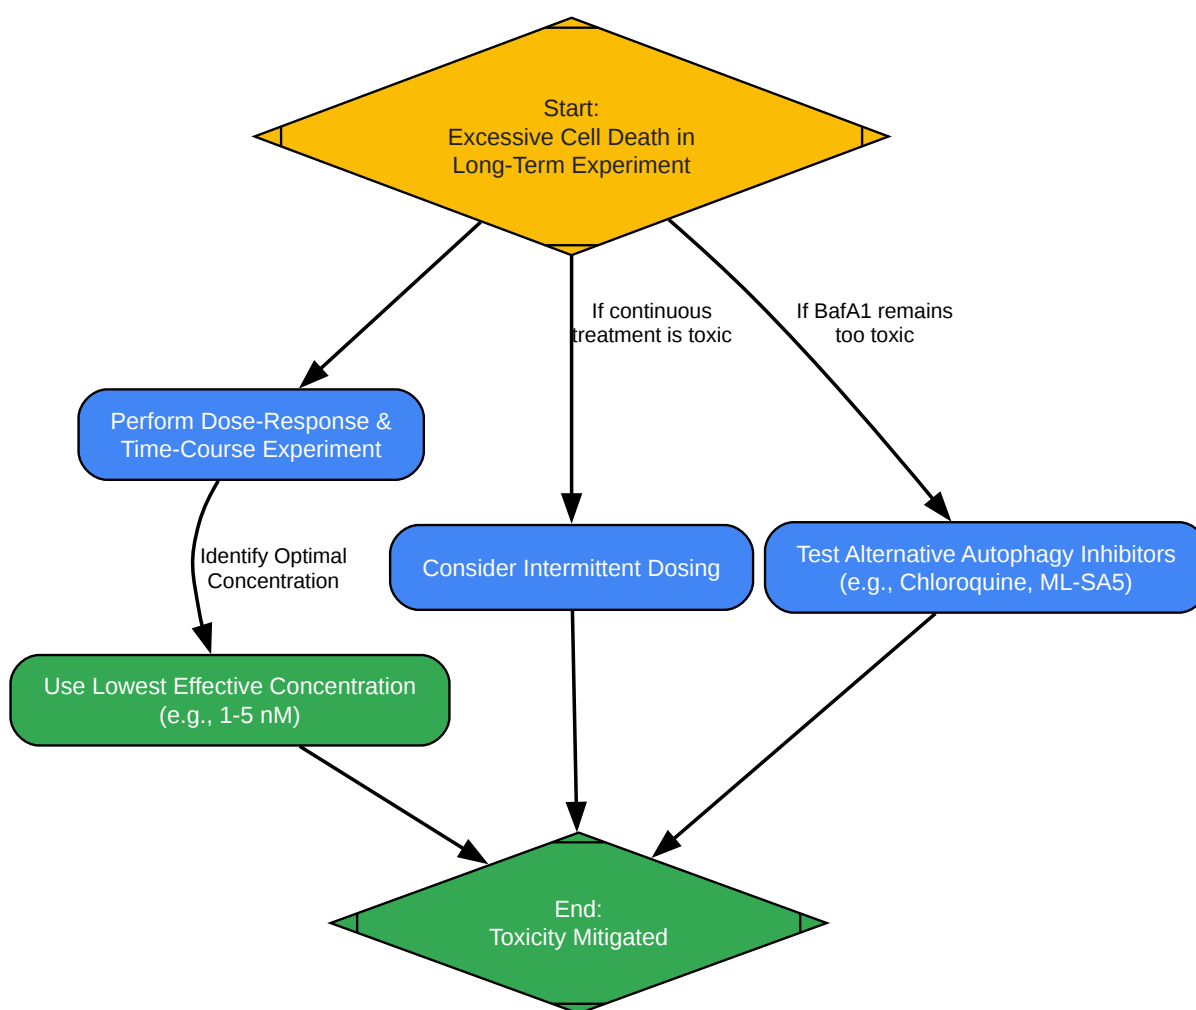 Start:
Excessive Cell Death in
Long-Term Experiment
If continuous
treatment is toxic
If BafA1 remains
too toxic
Perform Dose-Response &
Time-Course Experiment
Identify Optimal
Concentration
Consider Intermittent Dosing
Test Alternative Autophagy Inhibitors
(e.g., Chloroquine, ML-SA5)
Use Lowest Effective Concentration
(e.g., 1-5 nM)
End:
Toxicity Mitigated